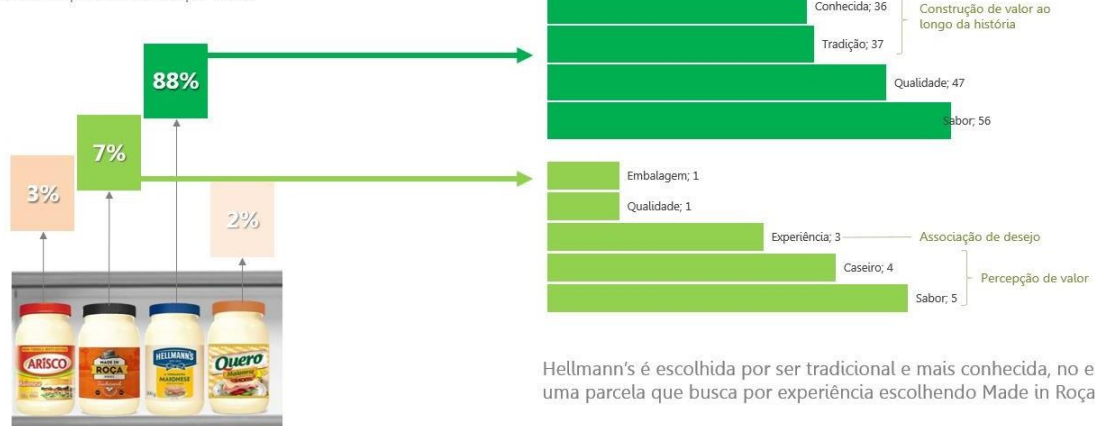 Conhecida; 36
Construção de valor ao
longo da história
Tradição; 37
Qualidade; 47
Sabor; 56
88%
7%
3%
2%
Embalagem; 1
Qualidade; 1
Experiência; 3
Associação de desejo
Caseiro; 4
Percepção de valor
Sabor; 5
ARISCO
MADE IN
ROÇA
Tradicional
HELLMANN'S
MAIONESE
Quero
Maionese
Hellmann's é escolhida por ser tradicional e mais conhecida, no e
uma parcela que busca por experiência escolhendo Made in Roça